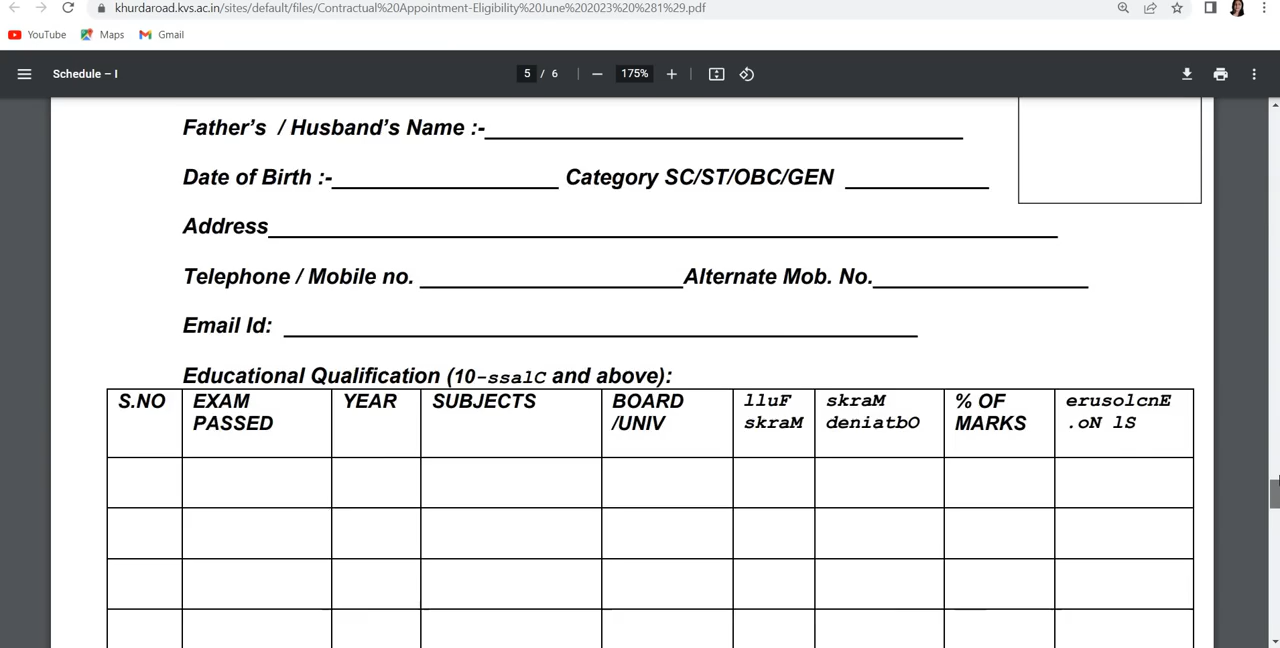 khurdaroad.kvs.ac.in/sites/default/files/Contractual%20Appointment-Eligibility%20June%202023%20%281%29.pdf
YouTube Maps Gmail
Schedule – I 5 / 6 175%
Father's / Husband's Name :-
Date of Birth :- Category SC/ST/OBC/GEN
Address
Telephone / Mobile no. Alternate Mob. No.
Email Id:
Educational Qualification (10-ssalC and above):
S.NO EXAM YEAR SUBJECTS BOARD lluF skraM % OF erusolcnE
PASSED /UNIV skraM deniatbO MARKS .oN lS